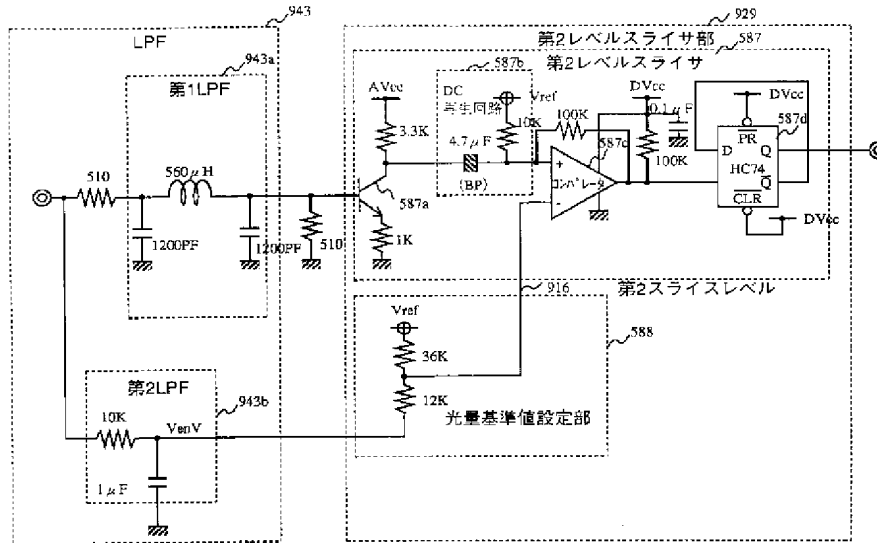 943
929
LPF
第2レベルスライサ部
587
943a
第2レベルスライサ
587b
第1LPF
AVcc
DC
再生回路
Vref
DVcc
0.1μF
DVcc
587d
3.3K
10K
100K
PR
4.7μF
587c
100K
D
Q
510
560μH
+
コンパレータ
-
HC74
Q
(BP)
587a
CLR
1200PF
1200PF
510
1K
DVcc
916
第2スライスレベル
Vref
588
36K
第2LPF
12K
943b
光量基準値設定部
10K
VenV
1μF